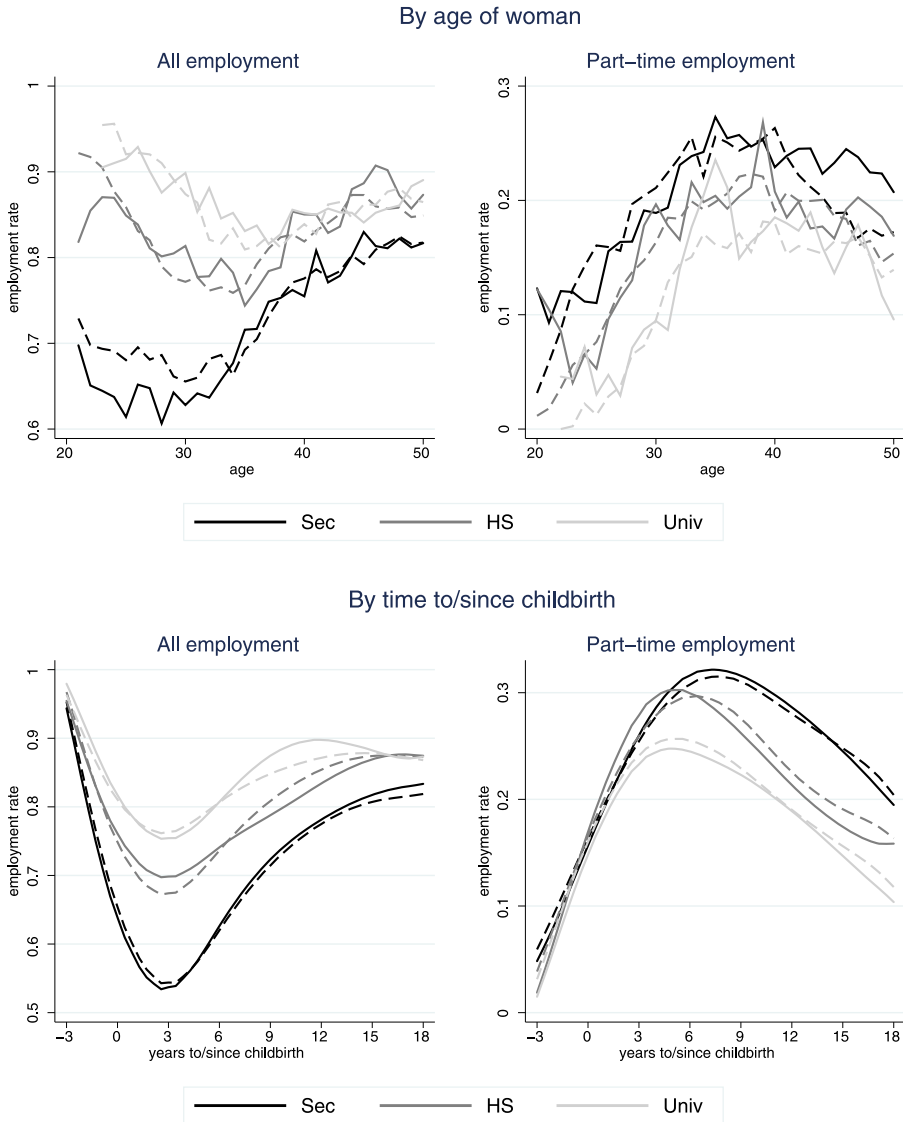 By age of woman
All employment
Part−time employment
employment rate
1
0.9
0.8
0.7
0.6
20 30 40 50
age
employment rate
0.3
0.2
0.1
0
20 30 40 50
age
Sec HS Univ
By time to/since childbirth
All employment
Part−time employment
employment rate
1
0.9
0.8
0.7
0.6
0.5
−3 0 3 6 9 12 15 18
years to/since childbirth
employment rate
0.3
0.2
0.1
0
−3 0 3 6 9 12 15 18
years to/since childbirth
Sec HS Univ